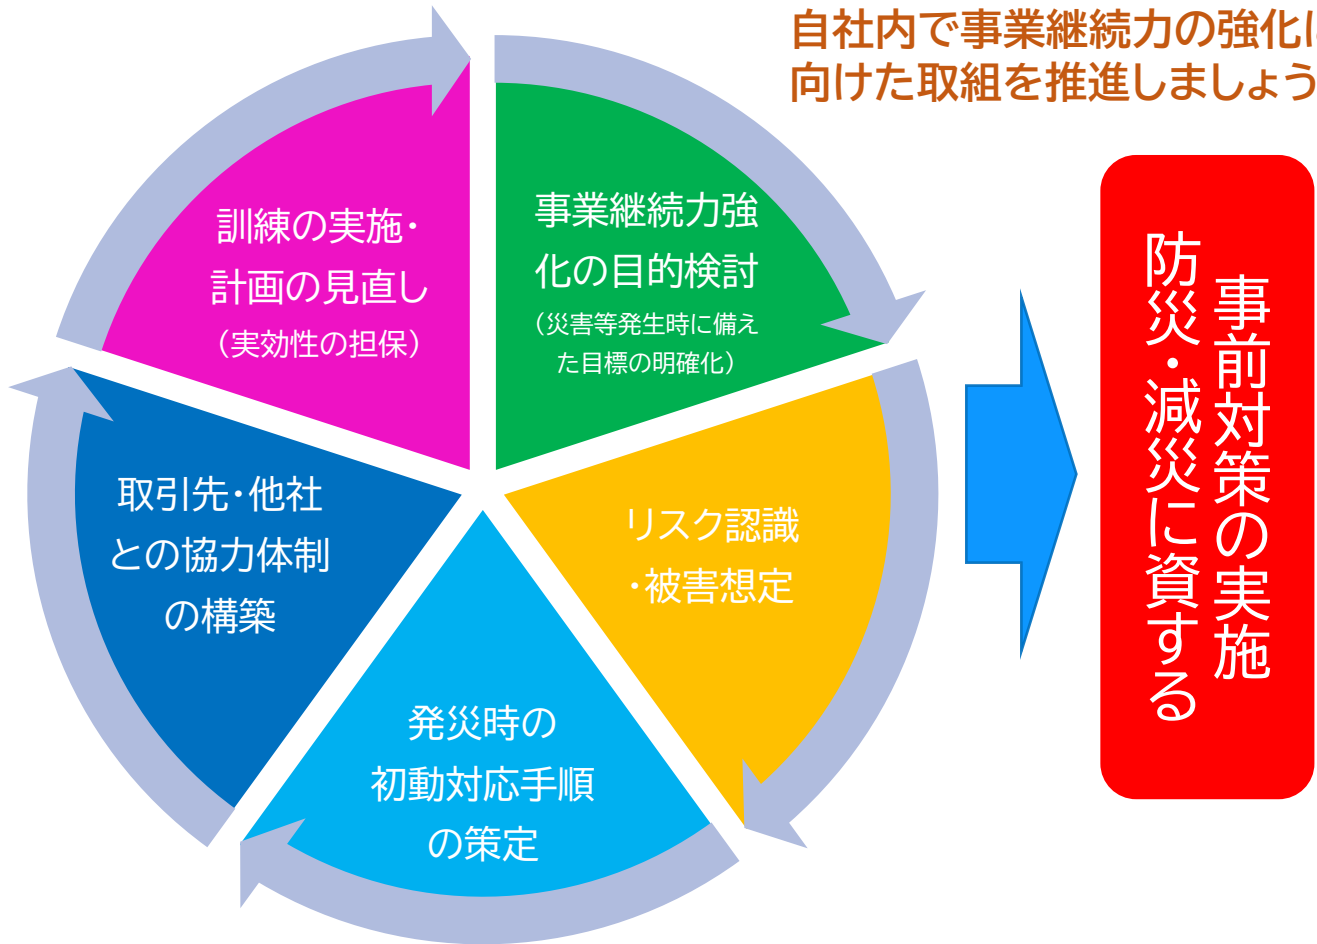 自社内で事業継続力の強化に
向けた取組を推進しましょう
事業継続力強
化の目的検討
（災害等発生時に備え
た目標の明確化）
リスク認識
・被害想定
発災時の
初動対応手順
の策定
取引先・他社
との協力体制
の構築
訓練の実施・
計画の見直し
（実効性の担保）
事前対策の実施
防災・減災に資する